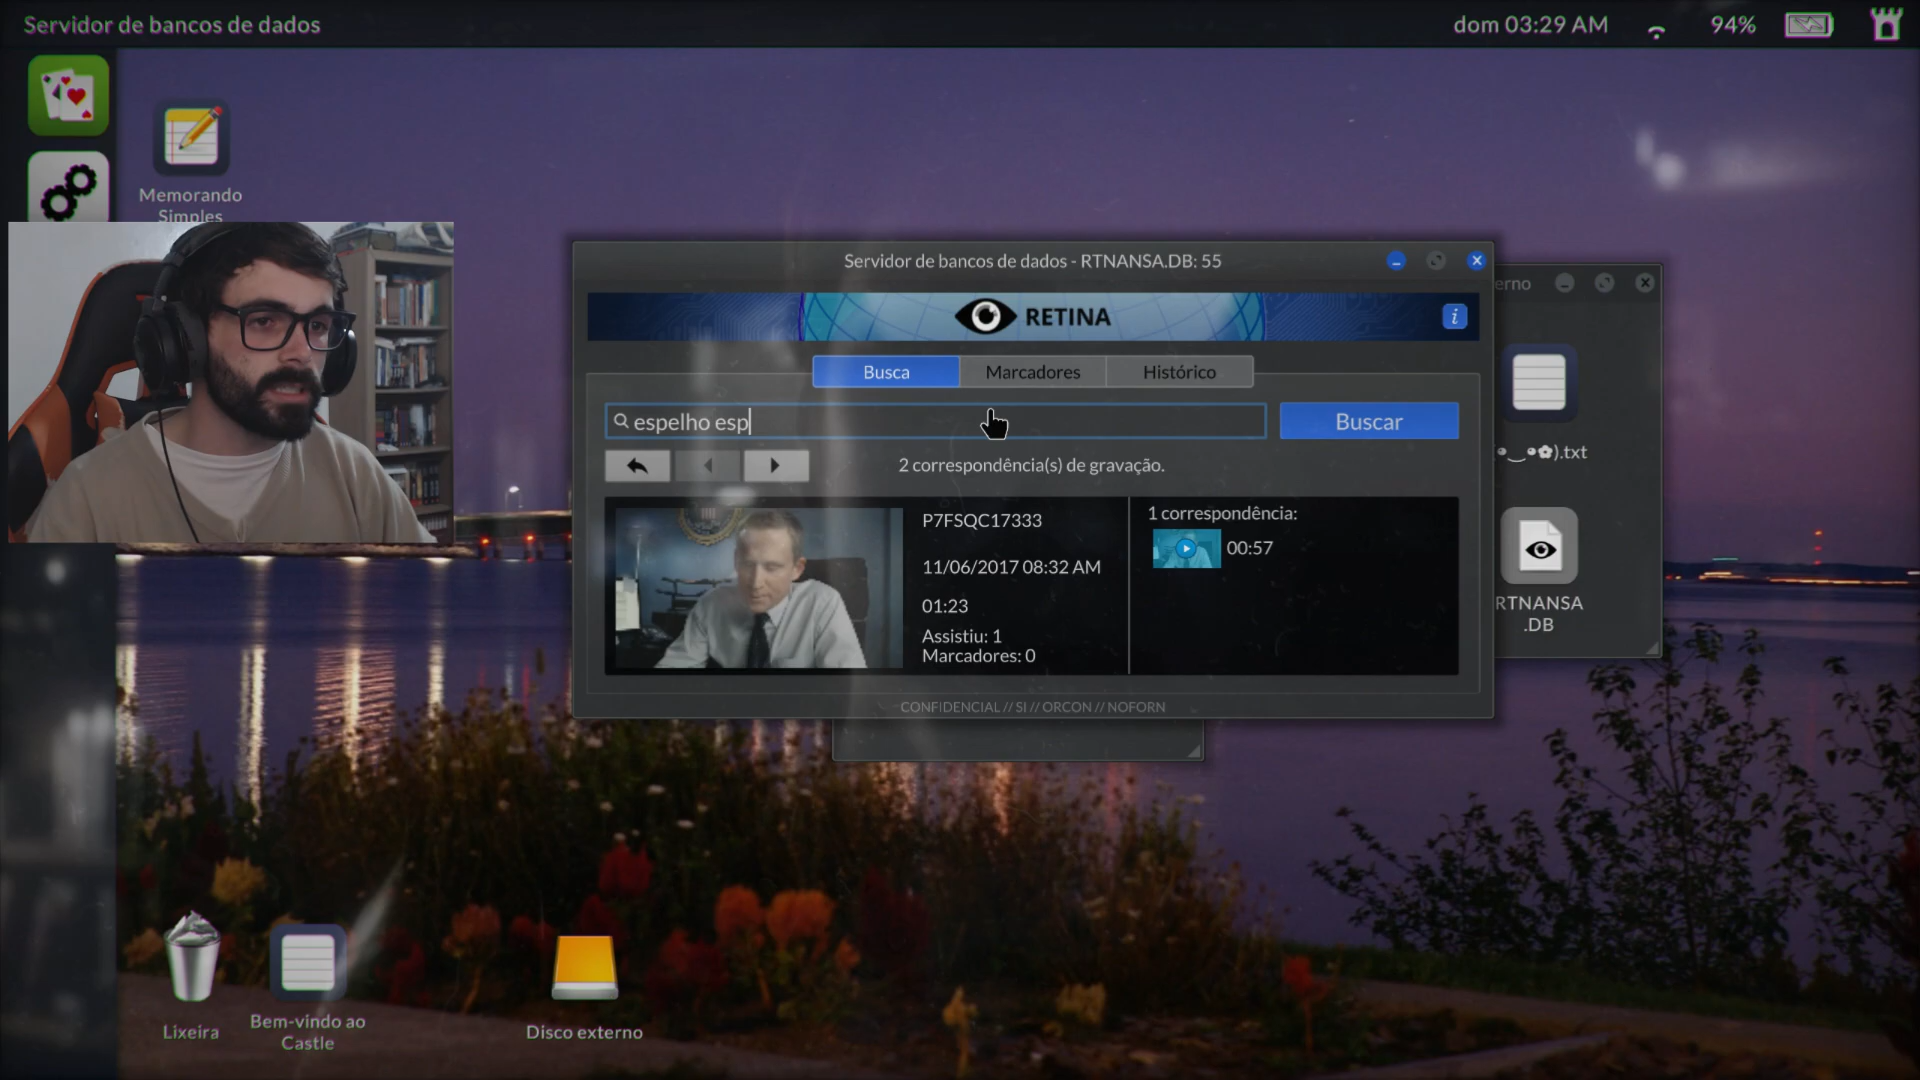 Servidor de bancos de dados
dom 03:29 AM
94%
Memorando
Simples
Servidor de bancos de dados - RTNANSA.DB: 55
RETINA
i
Busca
Marcadores
Histórico
espelho esp
Buscar
2 correspondência(s) de gravação.
P7FSQC17333
11/06/2017 08:32 AM
01:23
Assistiu: 1
Marcadores: 0
1 correspondência:
00:57
CONFIDENCIAL // SI // ORCON // NOFORN
erno
•‿•✿).txt
RTNANSA
.DB
Lixeira
Bem-vindo ao
Castle
Disco externo